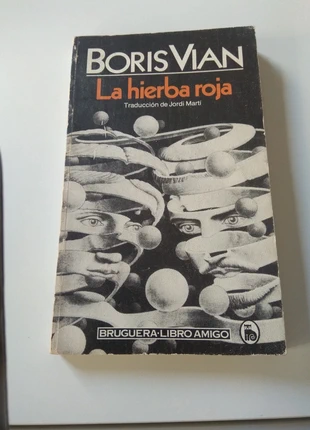 BORIS VIAN
La hierba roja
Traducción de Jordi Martí
BRUGUERA·LIBRO AMIGO